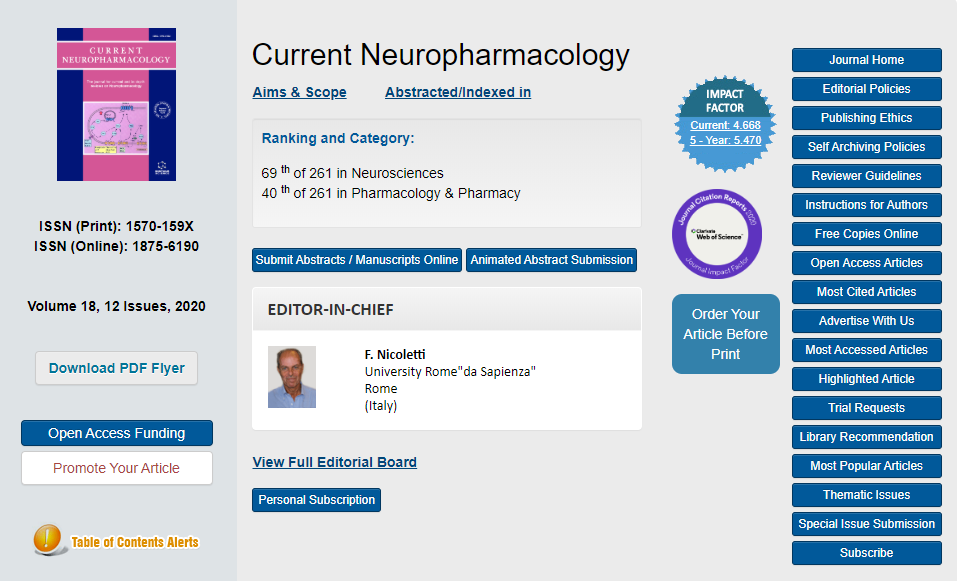 CURRENT
NEUROPHARMACOLOGY
ISSN (Print): 1570-159X
ISSN (Online): 1875-6190
Volume 18, 12 Issues, 2020
Download PDF Flyer
Open Access Funding
Promote Your Article
Table of Contents Alerts
Current Neuropharmacology
Aims & Scope
Abstracted/Indexed in
Ranking and Category:
69 th of 261 in Neurosciences
40 th of 261 in Pharmacology & Pharmacy
Submit Abstracts / Manuscripts Online
Animated Abstract Submission
EDITOR-IN-CHIEF
F. Nicoletti
University Rome"da Sapienza"
Rome
(Italy)
View Full Editorial Board
Personal Subscription
IMPACT
FACTOR
Current: 4.668
5 - Year: 5.470
Journal Citation Reports 2020
Clarivate
Web of Science™
Journal Impact Factor
Order Your
Article Before
Print
Journal Home
Editorial Policies
Publishing Ethics
Self Archiving Policies
Reviewer Guidelines
Instructions for Authors
Free Copies Online
Open Access Articles
Most Cited Articles
Advertise With Us
Most Accessed Articles
Highlighted Article
Trial Requests
Library Recommendation
Most Popular Articles
Thematic Issues
Special Issue Submission
Subscribe